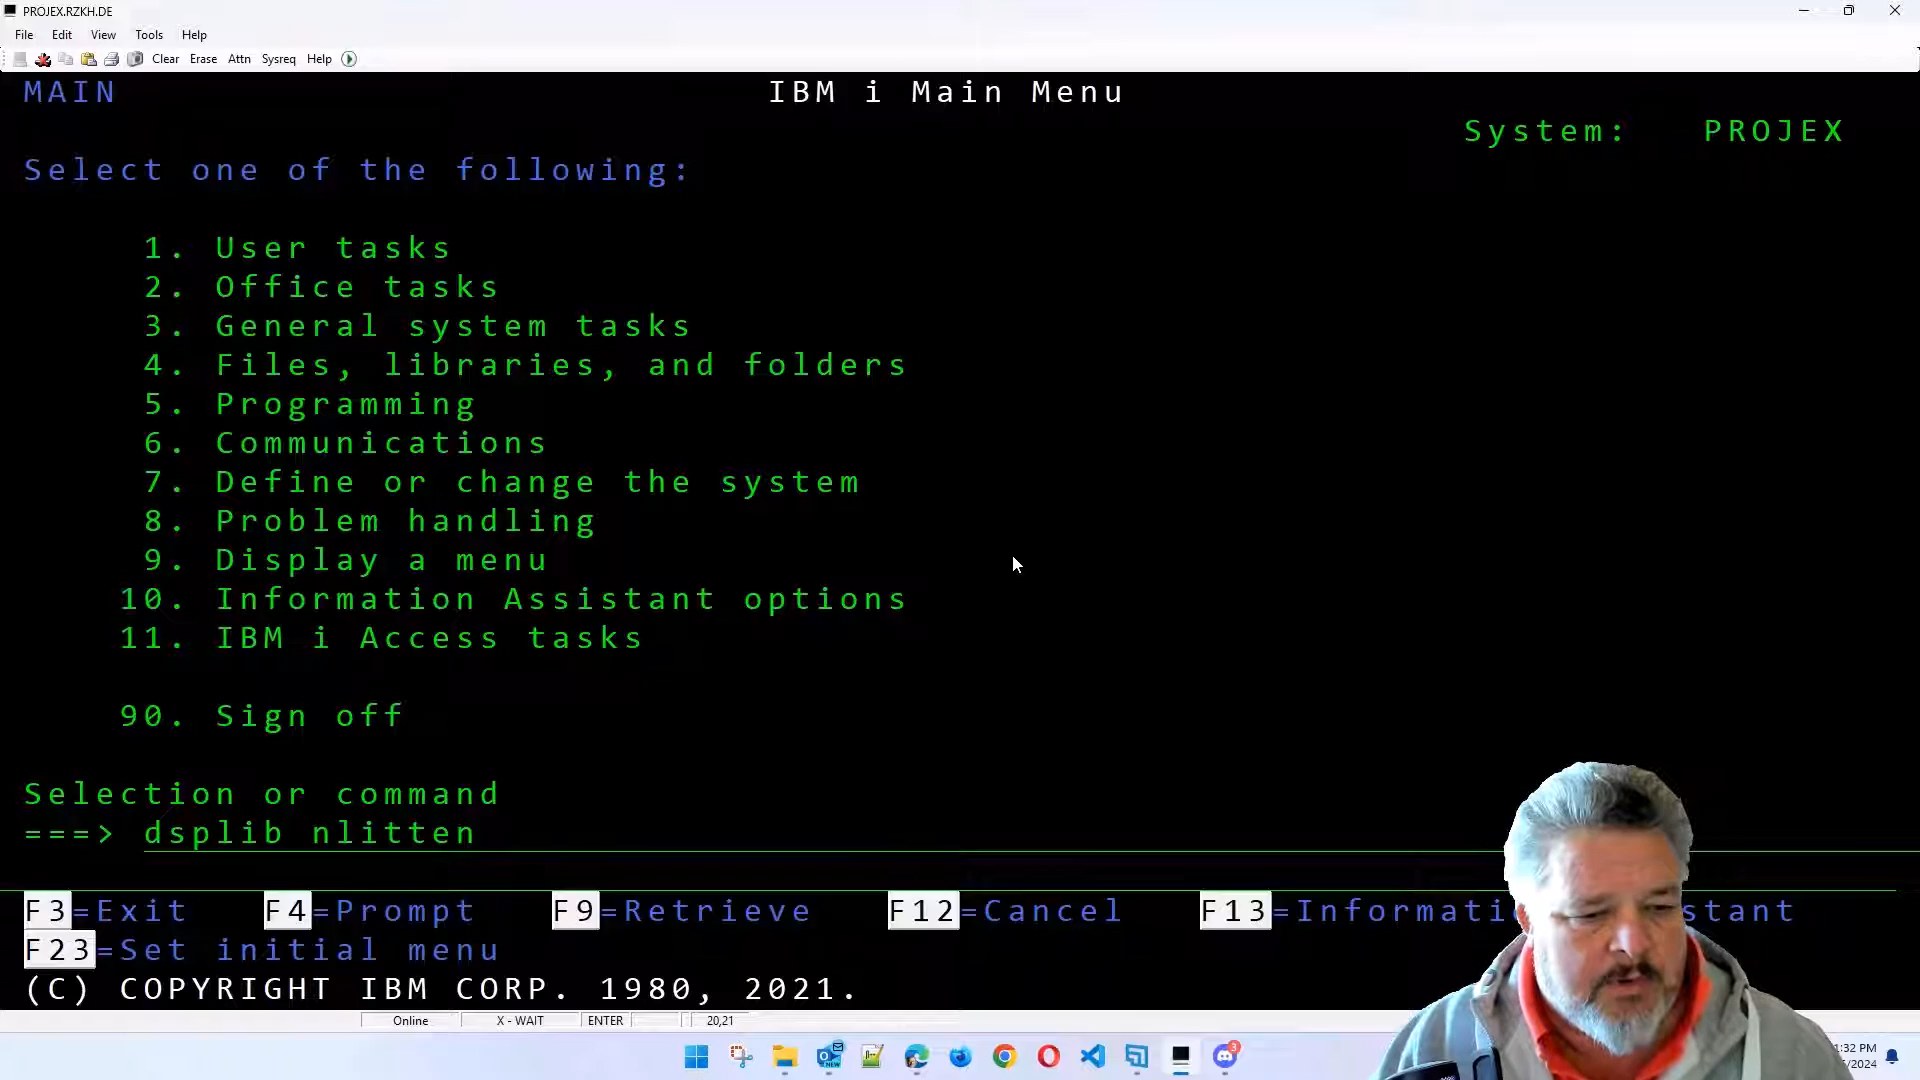 PROJEX.RZKH.DE
File Edit View Tools Help
Clear Erase Attn Sysreq Help
MAIN IBM i Main Menu
System: PROJEX
Select one of the following:
1. User tasks
2. Office tasks
3. General system tasks
4. Files, libraries, and folders
5. Programming
6. Communications
7. Define or change the system
8. Problem handling
9. Display a menu
10. Information Assistant options
11. IBM i Access tasks
90. Sign off
Selection or command
===> dsplib nlitten
F3=Exit F4=Prompt F9=Retrieve F12=Cancel F13=Informati stant
F23=Set initial menu
(C) COPYRIGHT IBM CORP. 1980, 2021.
Online X - WAIT ENTER 20,21
NEW
3
:32 PM
/2024